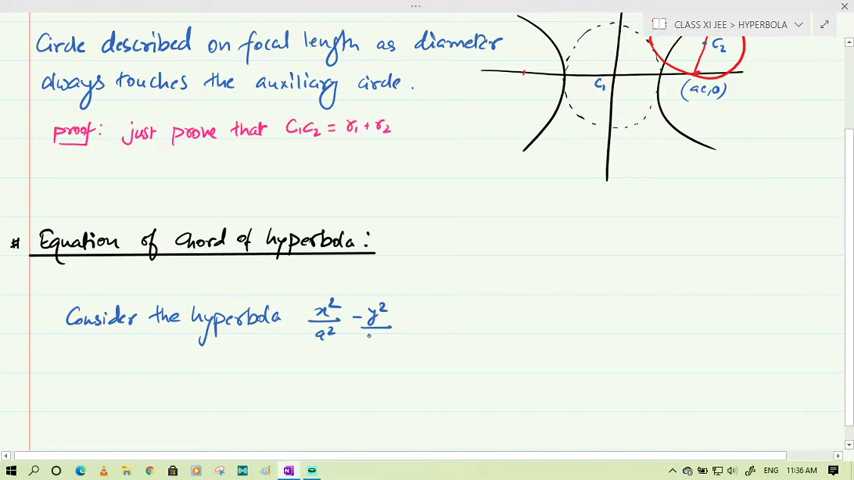 CLASS XI JEE > HYPERBOLA
Circle described on focal length as diameter
always touches the auxiliary circle.
proof: just prove that C₁C₂ = r₁ + r₂
C₂
C₁
(ae,0)
# Equation of Chord of hyperbola:
Consider the hyperbola x²/a² - y²
ENG 11:36 AM